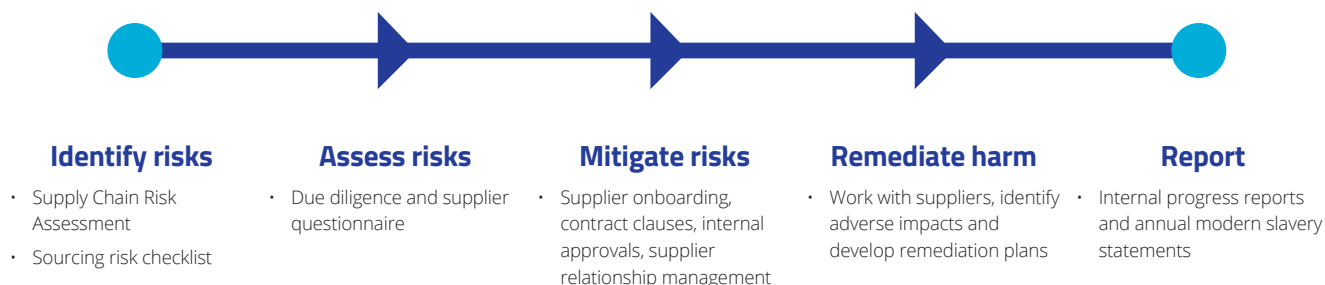 Identify risks
• Supply Chain Risk
Assessment
• Sourcing risk checklist
Assess risks
• Due diligence and supplier
questionnaire
Mitigate risks
• Supplier onboarding,
contract clauses, internal
approvals, supplier
relationship management
Remediate harm
• Work with suppliers, identify
adverse impacts and
develop remediation plans
Report
• Internal progress reports
and annual modern slavery
statements